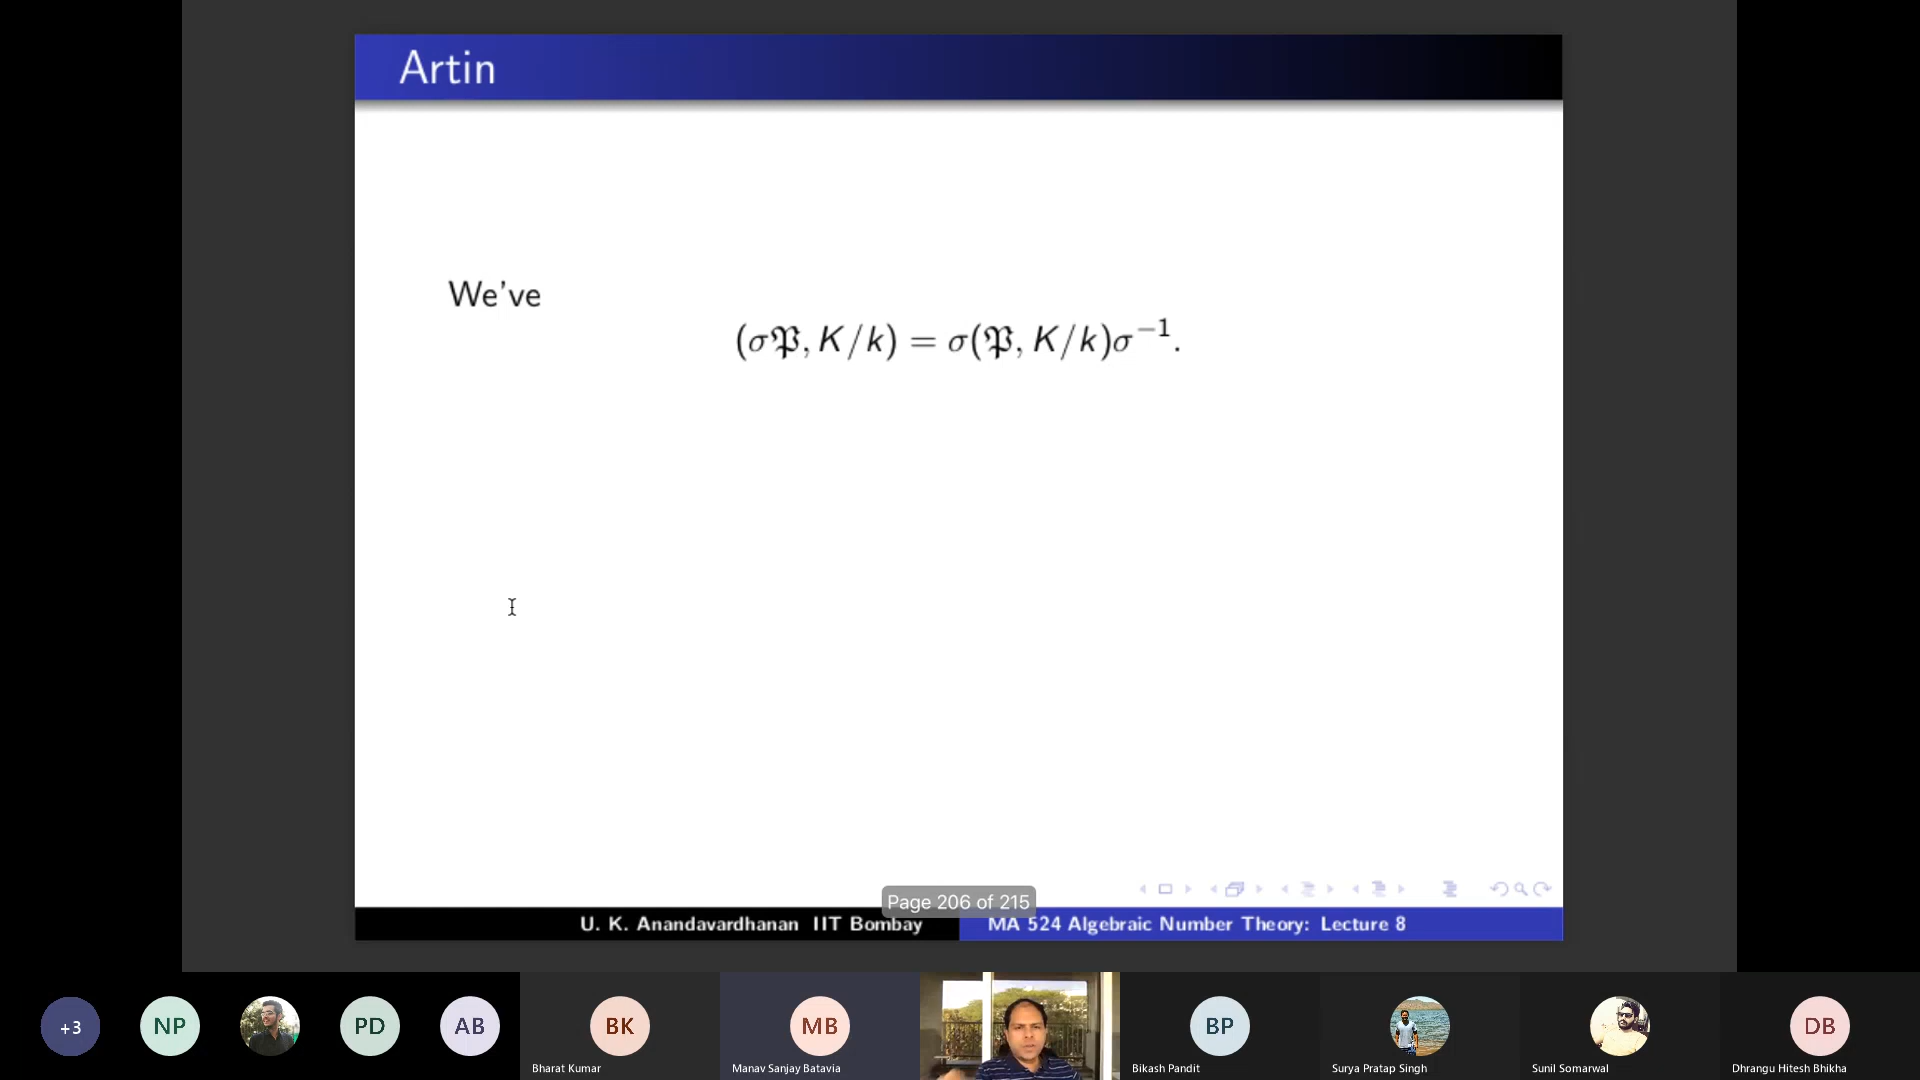 Artin
We've
(σ𝔓, K/k) = σ(𝔓, K/k)σ⁻¹.
Page 206 of 215
U. K. Anandavardhanan IIT Bombay
MA 524 Algebraic Number Theory: Lecture 8
+3
NP
PD
AB
BK
MB
BP
DB
Bharat Kumar
Manav Sanjay Batavia
Bikash Pandit
Surya Pratap Singh
Sunil Somarwal
Dhrangu Hitesh Bhikha